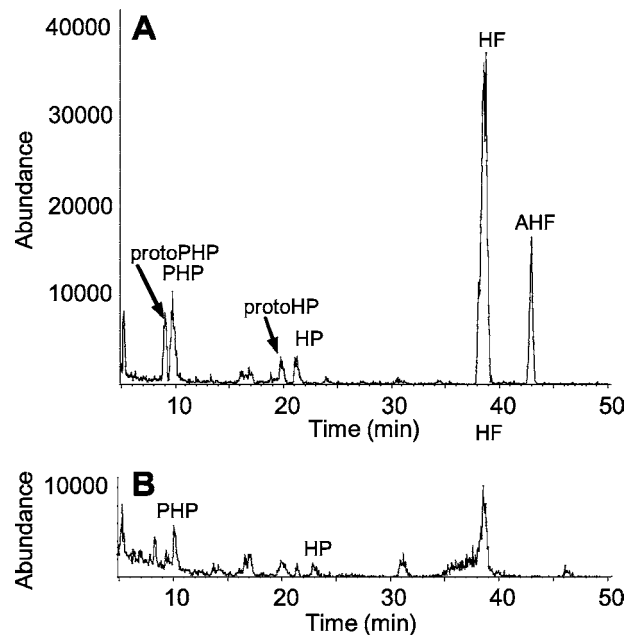 A
40000
30000
20000
10000
Abundance
protoPHP
PHP
protoHP
HP
HF
AHF
10
20
30
40
50
Time (min)
HF
B
10000
Abundance
PHP
HP
10
20
30
40
50
Time (min)